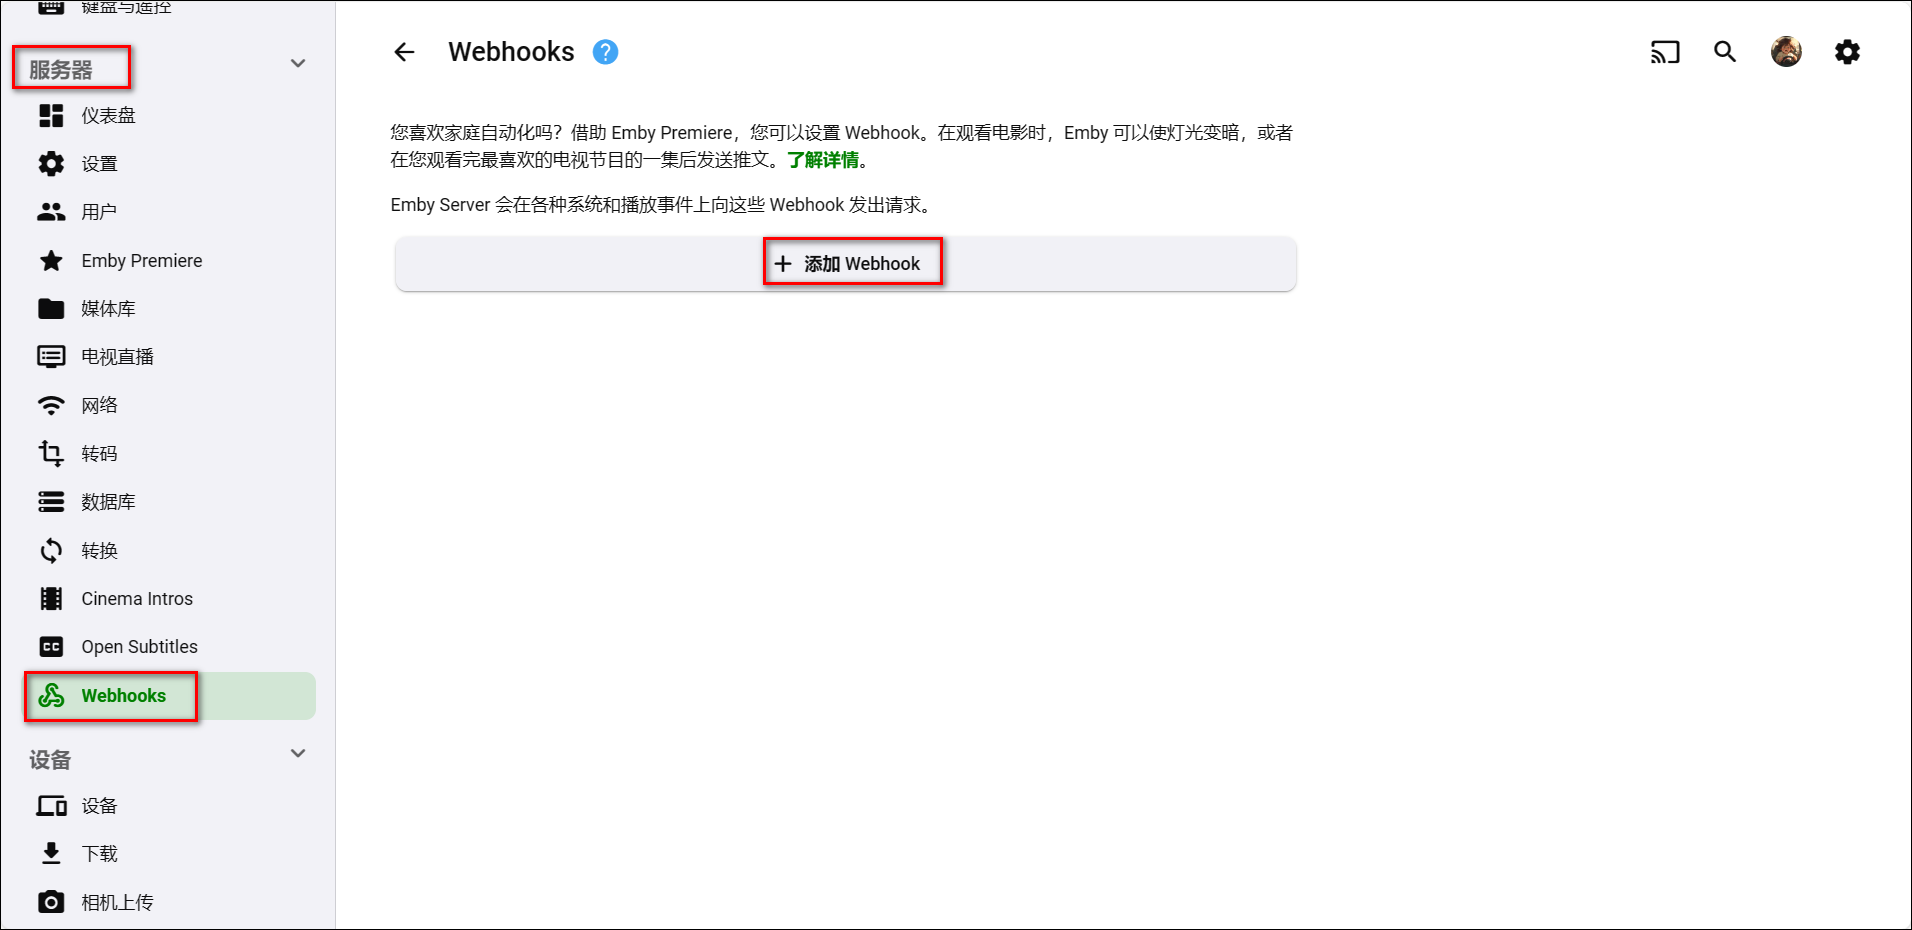 键盘与遥控
服务器
仪表盘
设置
用户
Emby Premiere
媒体库
电视直播
网络
转码
数据库
转换
Cinema Intros
Open Subtitles
Webhooks
设备
设备
下载
相机上传
Webhooks ?
您喜欢家庭自动化吗？借助 Emby Premiere，您可以设置 Webhook。在观看电影时，Emby 可以使灯光变暗，或者
在您观看完最喜欢的电视节目的一集后发送推文。了解详情。
Emby Server 会在各种系统和播放事件上向这些 Webhook 发出请求。
+ 添加 Webhook